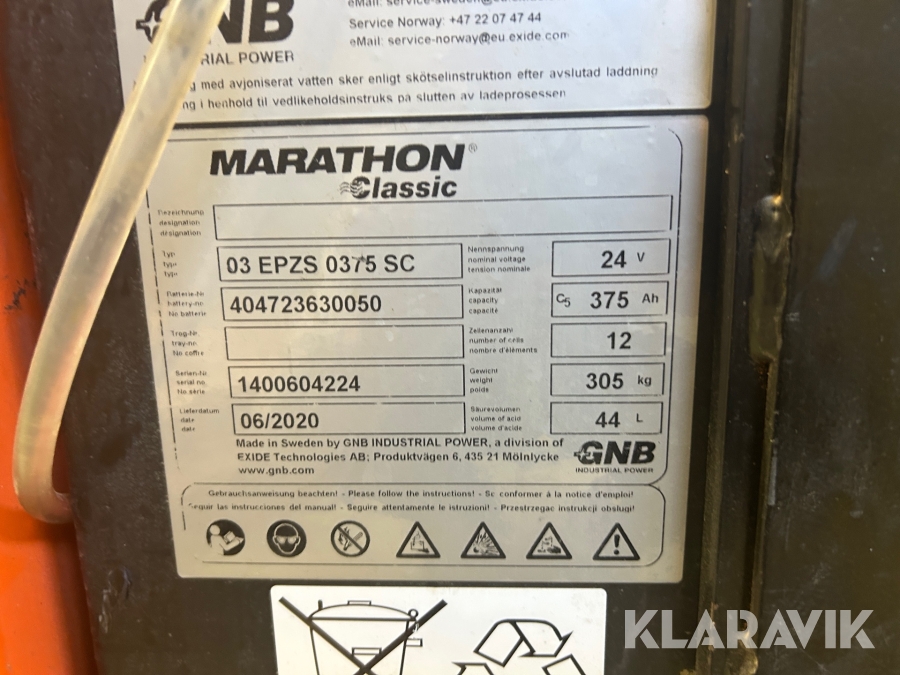 GNB
Service Norway: +47 22 07 47 44
eMail: service-norway@eu.exide.com
POWER
med avjoniserat vatten sker enligt skötselinstruktion efter avslutad laddning
i henhold til vedlikeholdsinstruks på slutten av ladeprosessen
MARATHON®
Classic
Bezeichnung
designation
désignation
Typ
type
type
03 EPZS 0375 SC
Nennspannung
nominal voltage
tension nominale
24 V
Batterie-Nr
battery-nr.
No batterie
404723630050
Kapazität
capacity
capacité
C5 375 Ah
Trog-Nr.
tray-nr.
No coffre
Zellenanzahl
number of cells
nombre d'éléments
12
Serien-Nr.
serial no.
No série
1400604224
Gewicht
weight
poids
305 kg
Lieferdatum
date
date
06/2020
Säurevolumen
volume of acid
volume d'acide
44 L
Made in Sweden by GNB INDUSTRIAL POWER, a division of
EXIDE Technologies AB; Produktvägen 6, 435 21 Mölnlycke
www.gnb.com
GNB
INDUSTRIAL POWER
Gebrauchsanweisung beachten! - Please follow the instructions! - Se conformer à la notice d'emploi!
Seguir las instrucciones del manual! - Seguire attentamente le istruzioni! - Przestrzegac instrukcji obslugi!
KLARAVIK